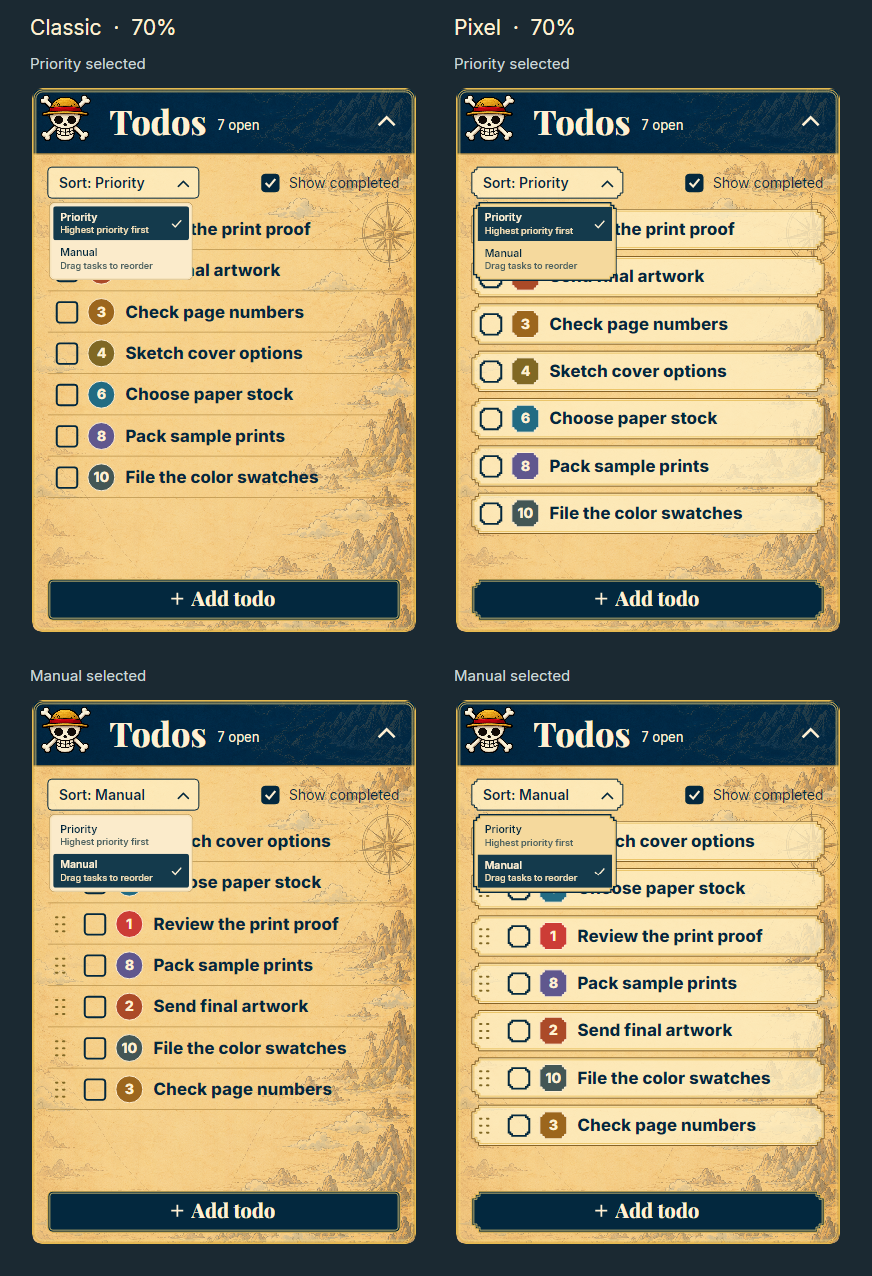 Classic · 70%
Priority selected
Todos 7 open
Sort: Priority
Show completed
Priority
Highest priority first
Manual
Drag tasks to reorder
the print proof
artwork
3 Check page numbers
4 Sketch cover options
6 Choose paper stock
8 Pack sample prints
10 File the color swatches
+ Add todo
Pixel · 70%
Priority selected
Todos 7 open
Sort: Priority
Show completed
Priority
Highest priority first
Manual
Drag tasks to reorder
the print proof
artwork
3 Check page numbers
4 Sketch cover options
6 Choose paper stock
8 Pack sample prints
10 File the color swatches
+ Add todo
Manual selected
Todos 7 open
Sort: Manual
Show completed
Priority
Highest priority first
Manual
Drag tasks to reorder
cover options
paper stock
1 Review the print proof
8 Pack sample prints
2 Send final artwork
10 File the color swatches
3 Check page numbers
+ Add todo
Manual selected
Todos 7 open
Sort: Manual
Show completed
Priority
Highest priority first
Manual
Drag tasks to reorder
cover options
paper stock
1 Review the print proof
8 Pack sample prints
2 Send final artwork
10 File the color swatches
3 Check page numbers
+ Add todo